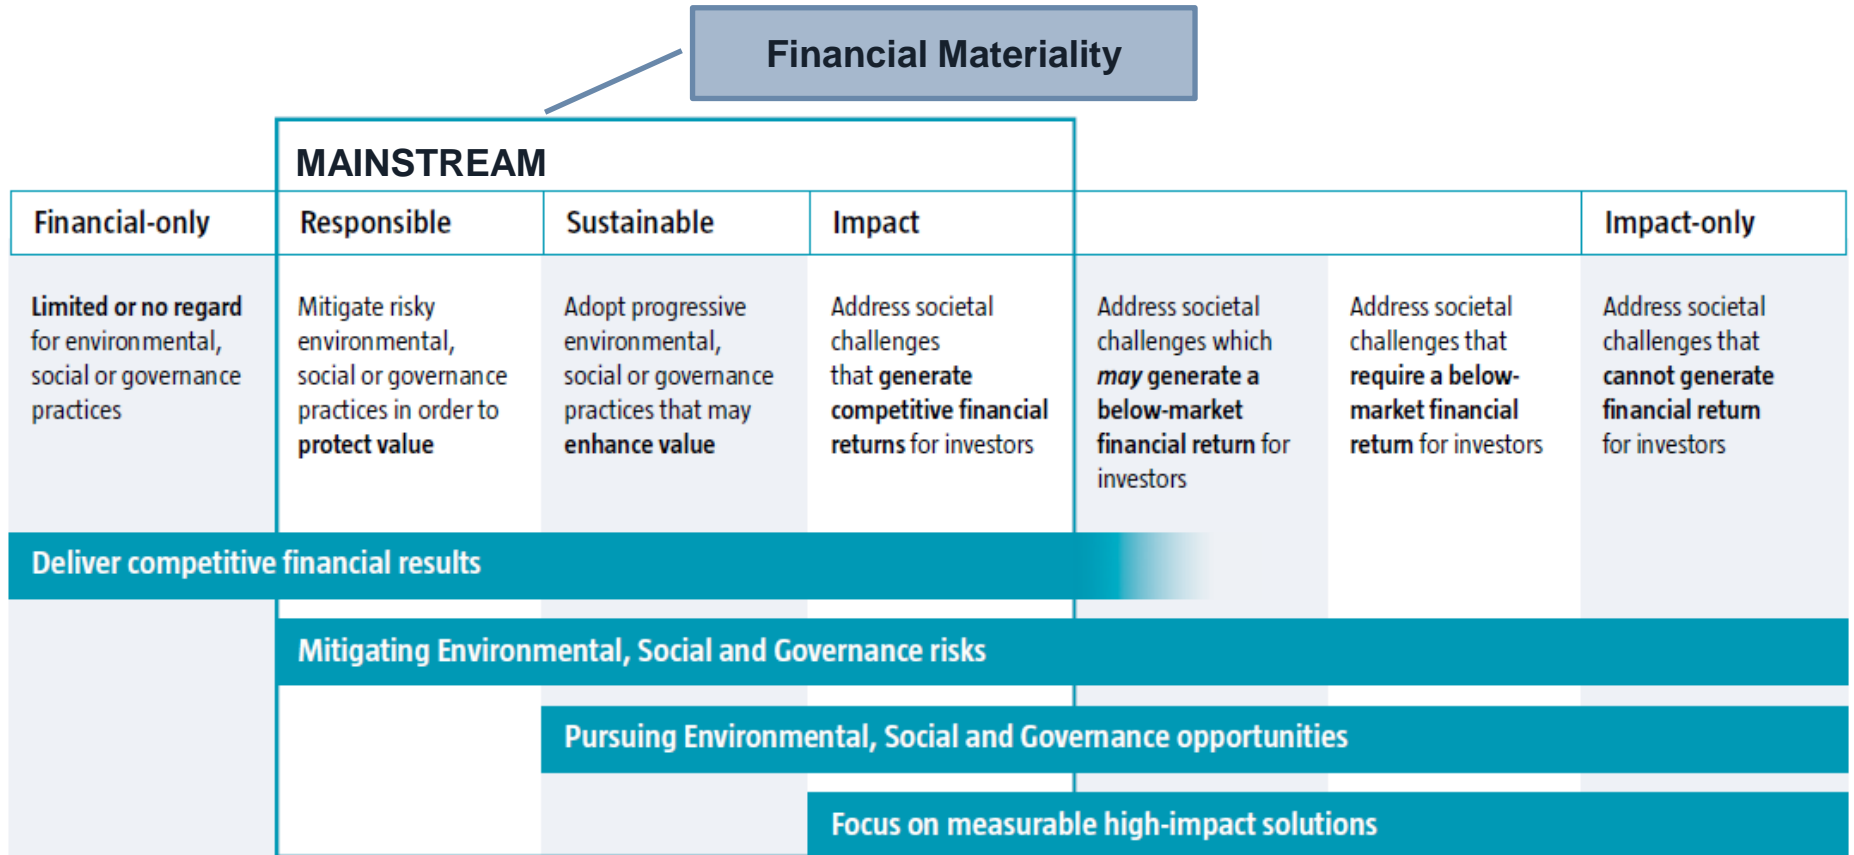 Financial Materiality
MAINSTREAM
Financial-only
Responsible
Sustainable
Impact
Impact-only
Limited or no regard
for environmental,
social or governance
practices
Mitigate risky
environmental,
social or governance
practices in order to
protect value
Adopt progressive
environmental,
social or governance
practices that may
enhance value
Address societal
challenges
that generate
competitive financial
returns for investors
Address societal
challenges which
may generate a
below-market
financial return for
investors
Address societal
challenges that
require a below-
market financial
return for investors
Address societal
challenges that
cannot generate
financial return
for investors
Deliver competitive financial results
Mitigating Environmental, Social and Governance risks
Pursuing Environmental, Social and Governance opportunities
Focus on measurable high-impact solutions